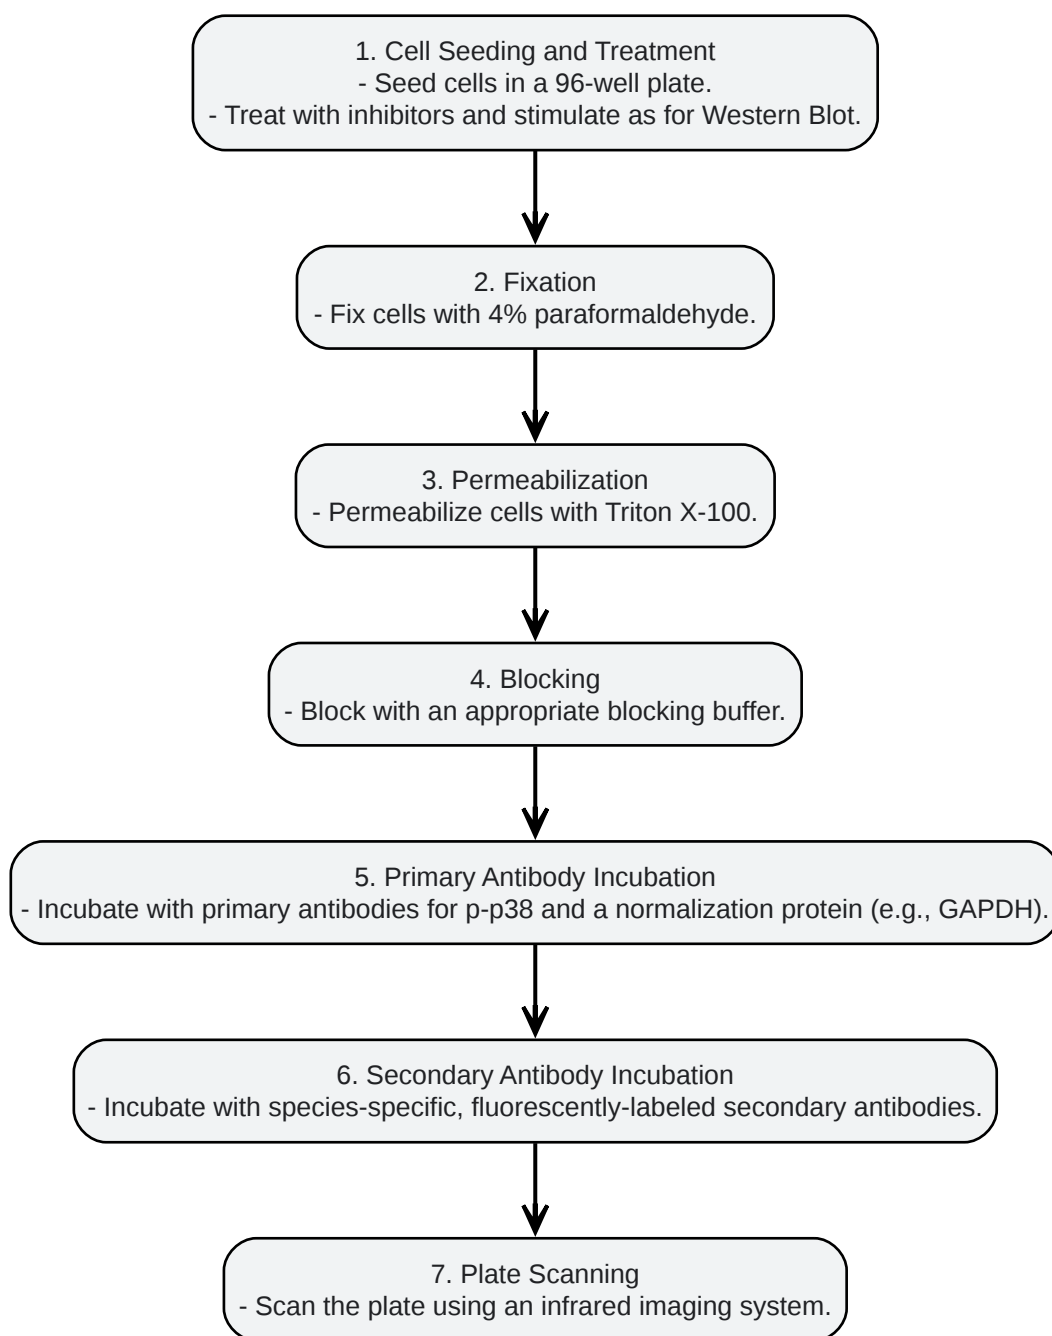 1. Cell Seeding and Treatment
- Seed cells in a 96-well plate.
- Treat with inhibitors and stimulate as for Western Blot.
2. Fixation
- Fix cells with 4% paraformaldehyde.
3. Permeabilization
- Permeabilize cells with Triton X-100.
4. Blocking
- Block with an appropriate blocking buffer.
5. Primary Antibody Incubation
- Incubate with primary antibodies for p-p38 and a normalization protein (e.g., GAPDH).
6. Secondary Antibody Incubation
- Incubate with species-specific, fluorescently-labeled secondary antibodies.
7. Plate Scanning
- Scan the plate using an infrared imaging system.